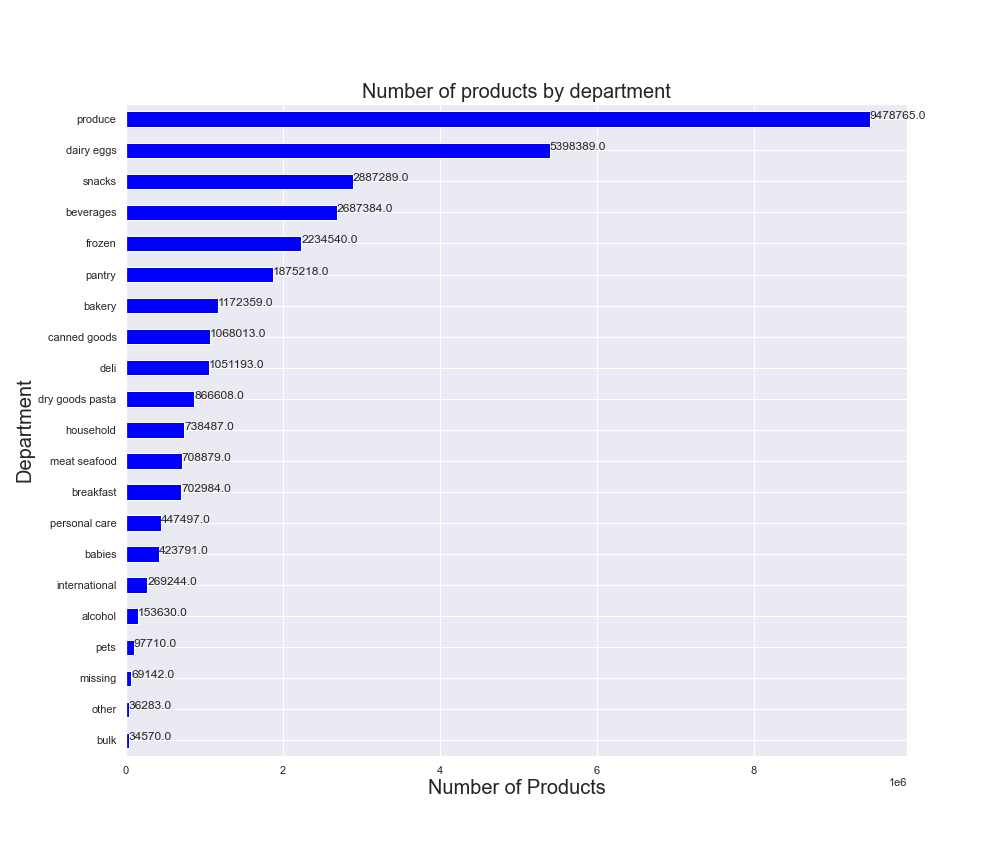 Number of products by department
produce 9478765.0
dairy eggs 5398389.0
snacks 2887289.0
beverages 2687384.0
frozen 2234540.0
pantry 1875218.0
bakery 1172359.0
canned goods 1068013.0
deli 1051193.0
dry goods pasta 866608.0
household 738487.0
meat seafood 708879.0
breakfast 702984.0
personal care 447497.0
babies 423791.0
international 269244.0
alcohol 153630.0
pets 97710.0
missing 69142.0
other 36283.0
bulk 34570.0
Department
0 2 4 6 8
1e6
Number of Products